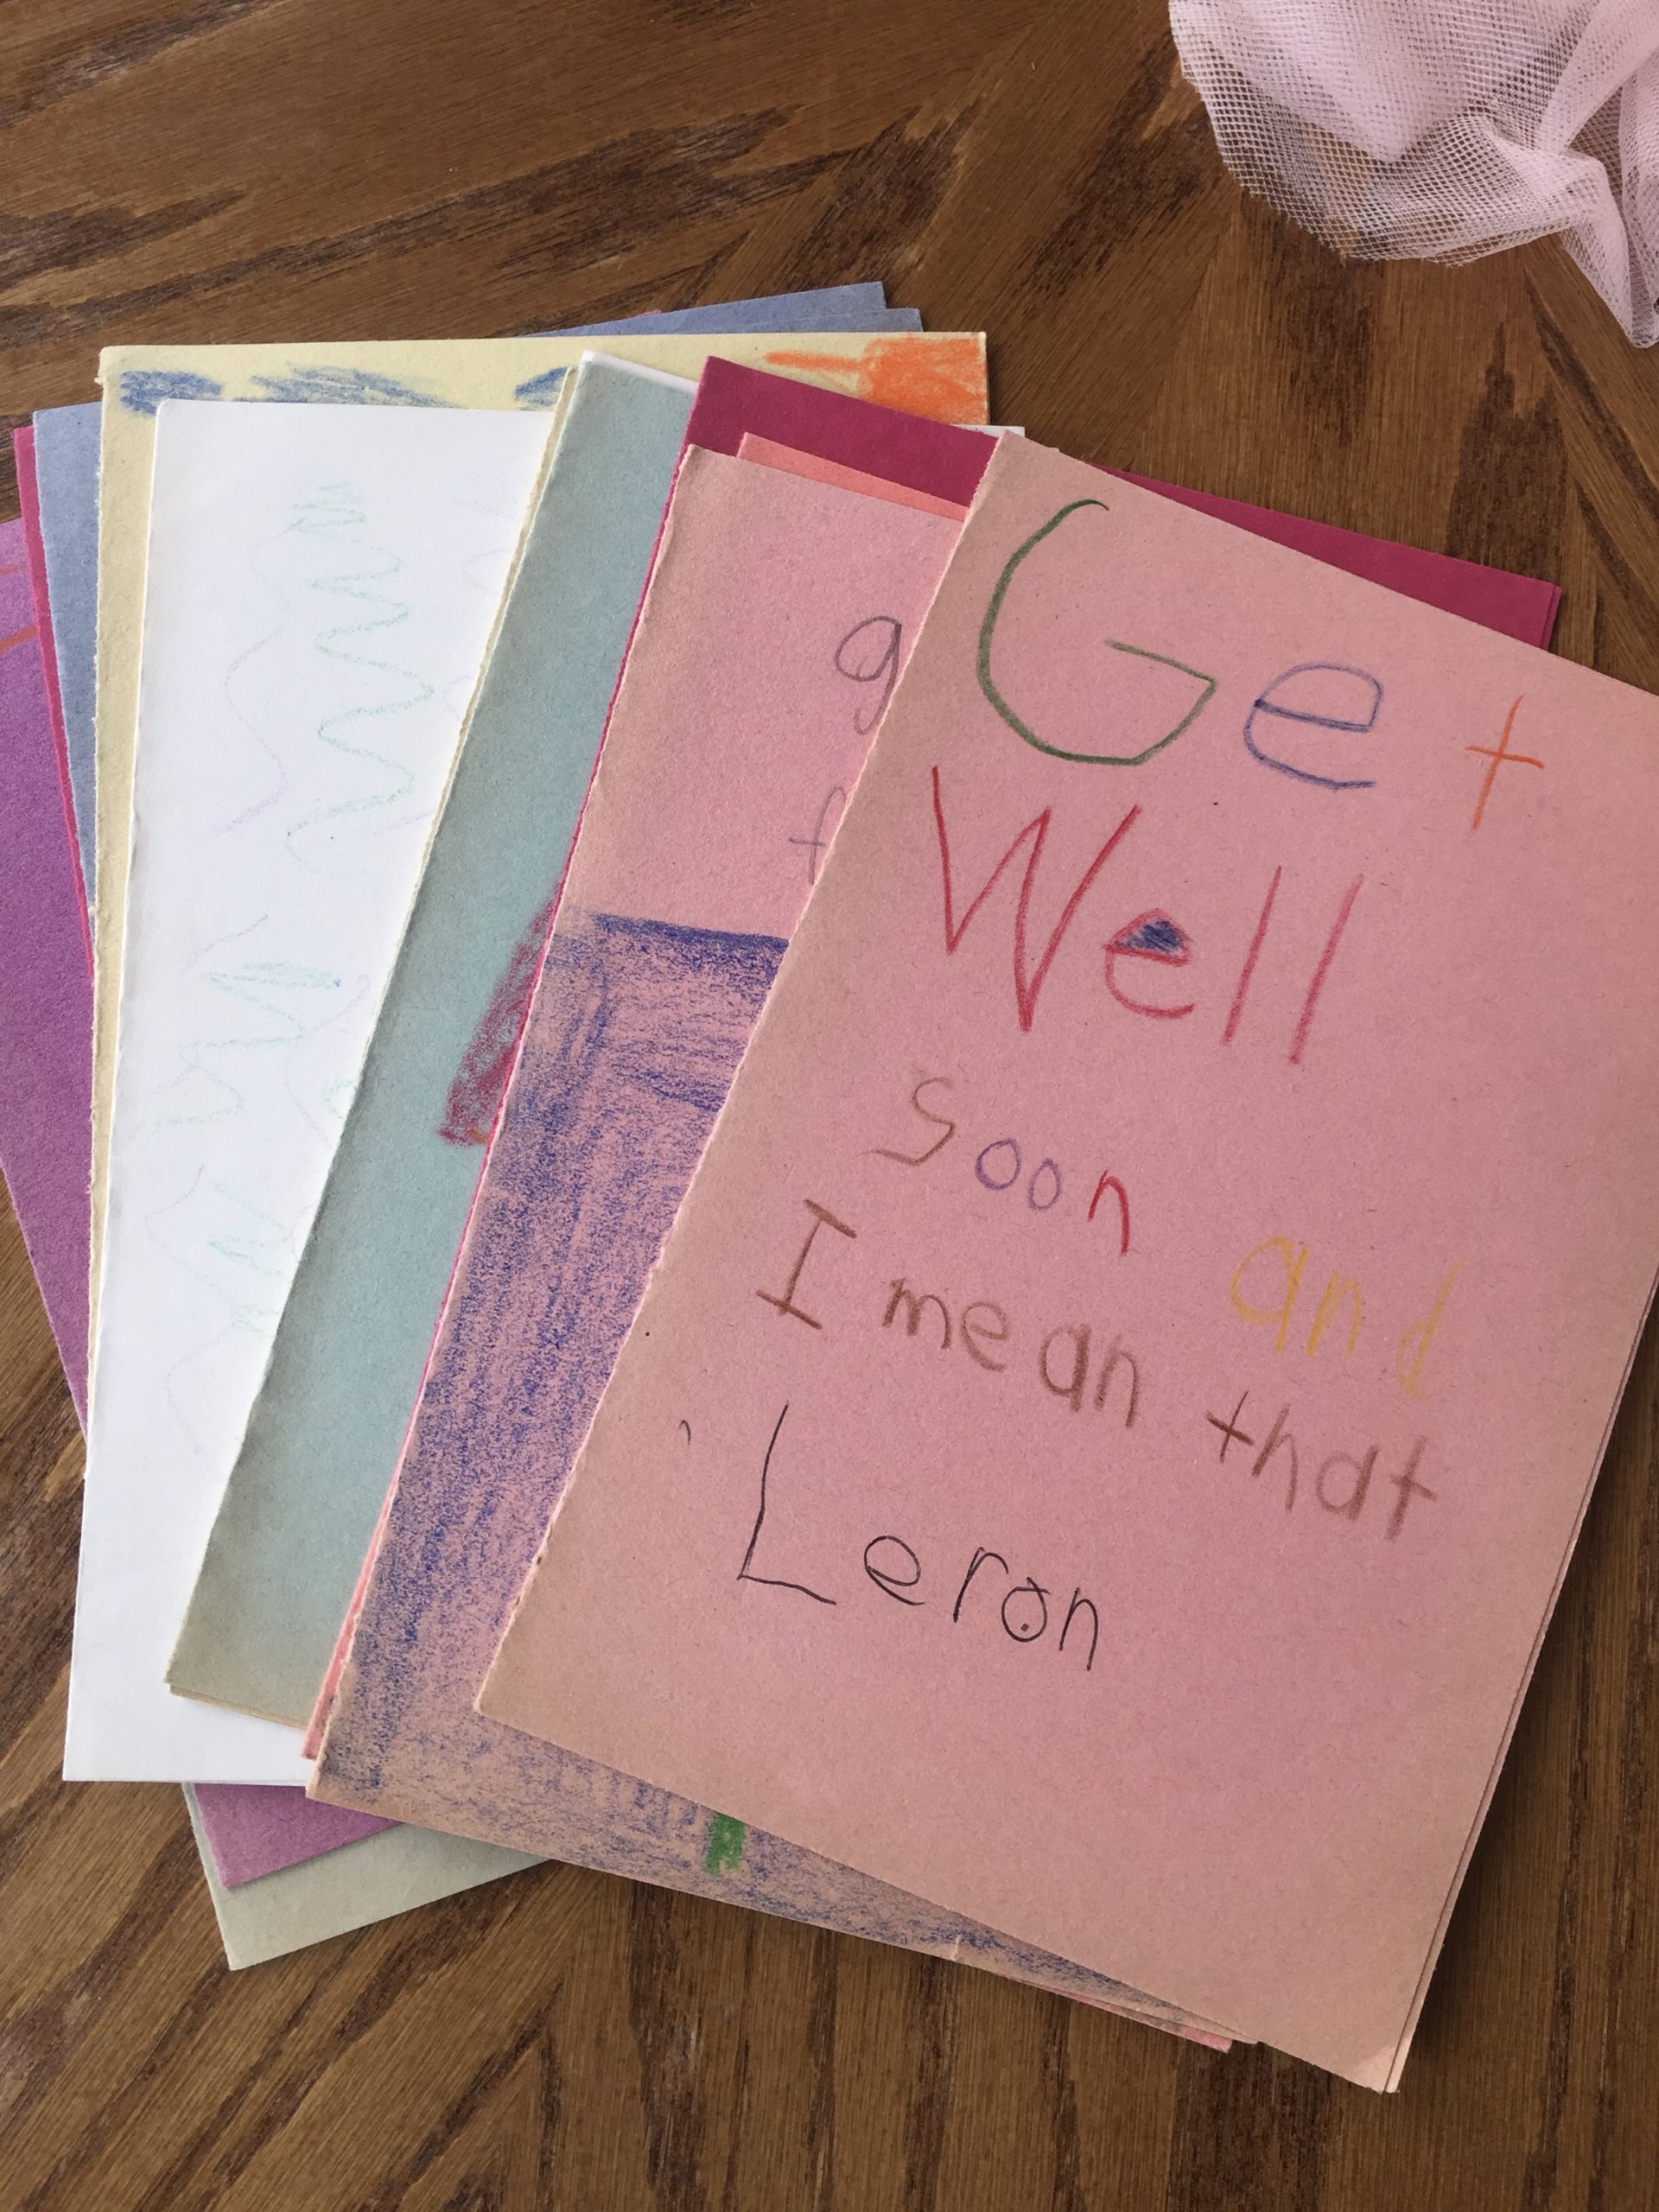 Get
Well
Soon and
I mean that
Leron
g
t